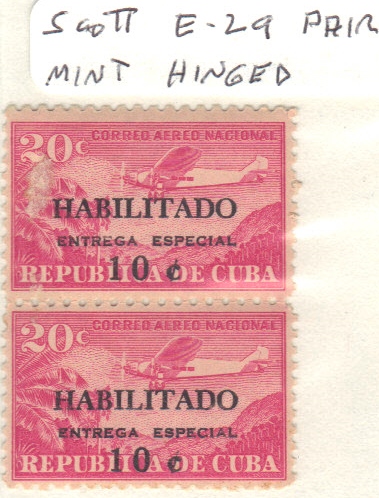 Scott E-29 PAIR
MINT HINGED
CORREO AEREO NACIONAL
20c
HABILITADO
ENTREGA ESPECIAL
10 ¢
REPUBLICA DE CUBA
CORREO AEREO NACIONAL
20c
HABILITADO
ENTREGA ESPECIAL
10 ¢
REPUBLICA DE CUBA